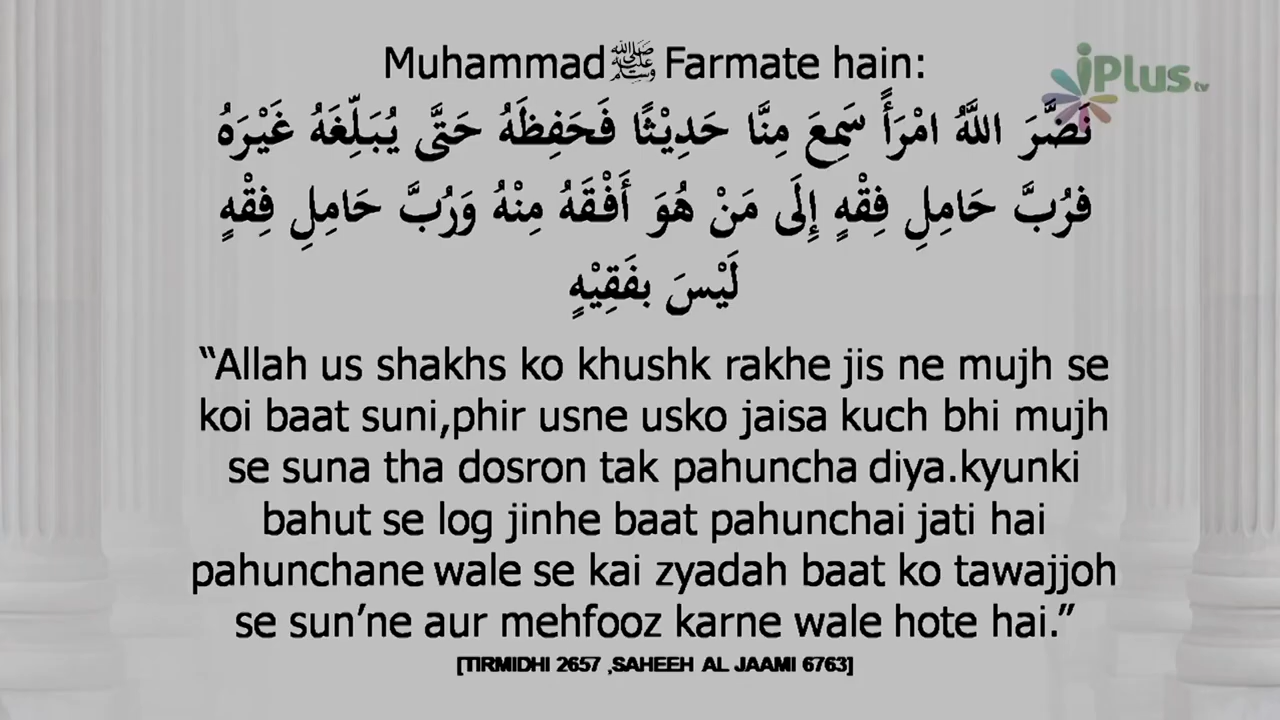 iPlus tv
Muhammad ﷺ Farmate hain:
نَضَّرَ اللَّهُ امْرَأً سَمِعَ مِنَّا حَدِيْثًا فَحَفِظَهُ حَتَّى يُبَلِّغَهُ غَيْرَهُ
فرُبَّ حَامِلِ فِقْهٍ إِلَى مَنْ هُوَ أَفْقَهُ مِنْهُ وَرُبَّ حَامِلِ فِقْهٍ
لَيْسَ بفَقِيْهٍ
“Allah us shakhs ko khushk rakhe jis ne mujh se
koi baat suni,phir usne usko jaisa kuch bhi mujh
se suna tha dosron tak pahuncha diya.kyunki
bahut se log jinhe baat pahunchai jati hai
pahunchane wale se kai zyadah baat ko tawajjoh
se sun’ne aur mehfooz karne wale hote hai.”
[TIRMIDHI 2657 ,SAHEEH AL JAAMI 6763]